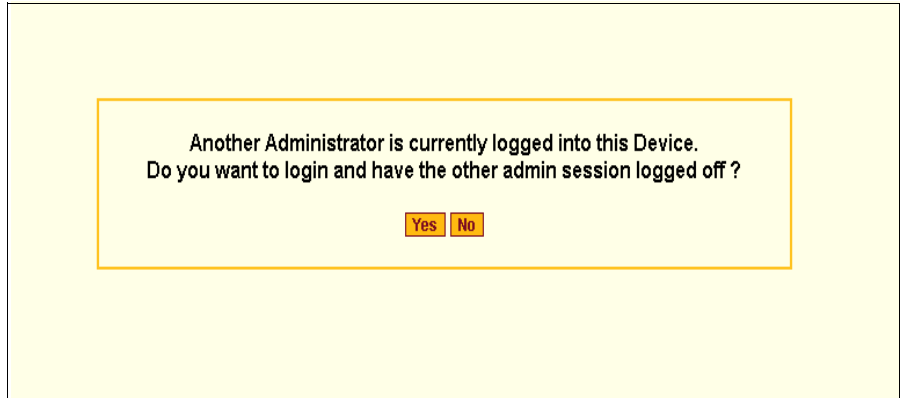 Another Administrator is currently logged into this Device.
Do you want to login and have the other admin session logged off ?
Yes No